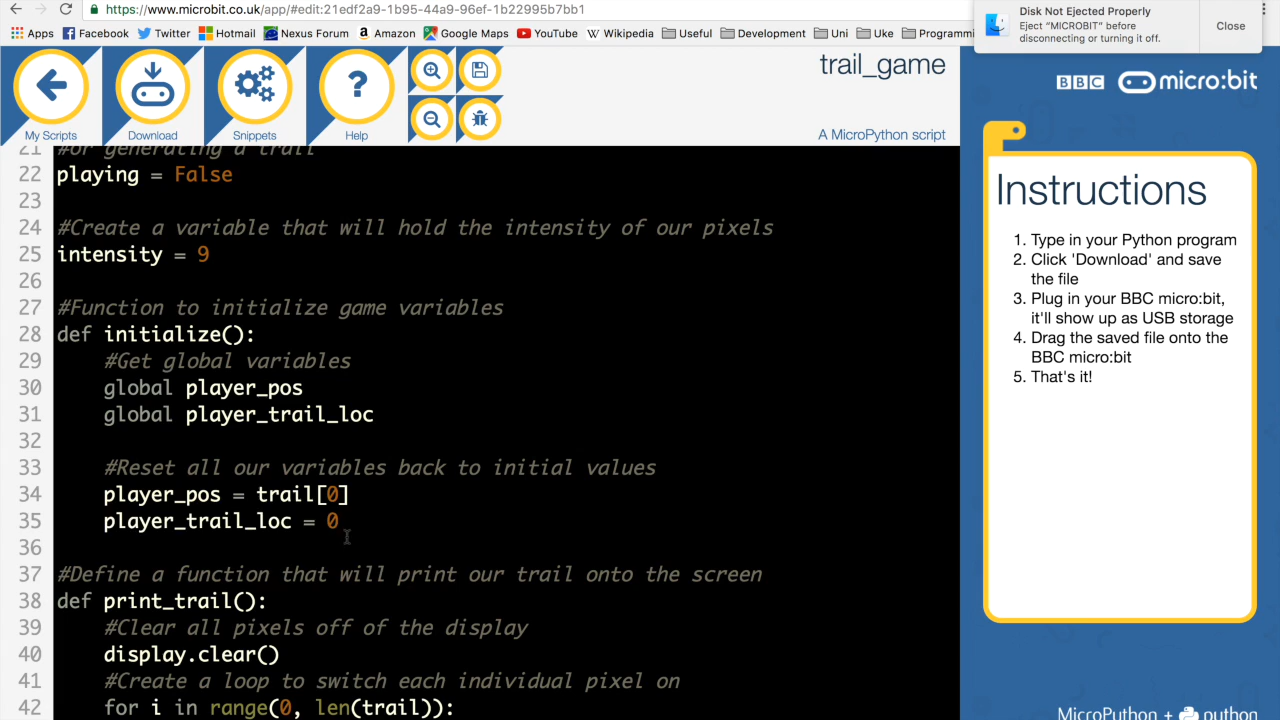 https://www.microbit.co.uk/app/#edit:21edf2a9-1b95-44a9-96ef-1b22995b7bb1
Apps Facebook Twitter Hotmail Nexus Forum Amazon Google Maps YouTube Wikipedia Useful Development Uni Uke Programmi
Disk Not Ejected Properly
Eject “MICROBIT” before
disconnecting or turning it off.
Close
My Scripts
Download
Snippets
? Help
trail_game
A MicroPython script
BBC micro:bit
21 #or generating a trail
22 playing = False
23
24 #Create a variable that will hold the intensity of our pixels
25 intensity = 9
26
27 #Function to initialize game variables
28 def initialize():
29 #Get global variables
30 global player_pos
31 global player_trail_loc
32
33 #Reset all our variables back to initial values
34 player_pos = trail[0]
35 player_trail_loc = 0
36
37 #Define a function that will print our trail onto the screen
38 def print_trail():
39 #Clear all pixels off of the display
40 display.clear()
41 #Create a loop to switch each individual pixel on
42 for i in range(0, len(trail)):
Instructions
1. Type in your Python program
2. Click 'Download' and save
the file
3. Plug in your BBC micro:bit,
it'll show up as USB storage
4. Drag the saved file onto the
BBC micro:bit
5. That's it!
MicroPython + python